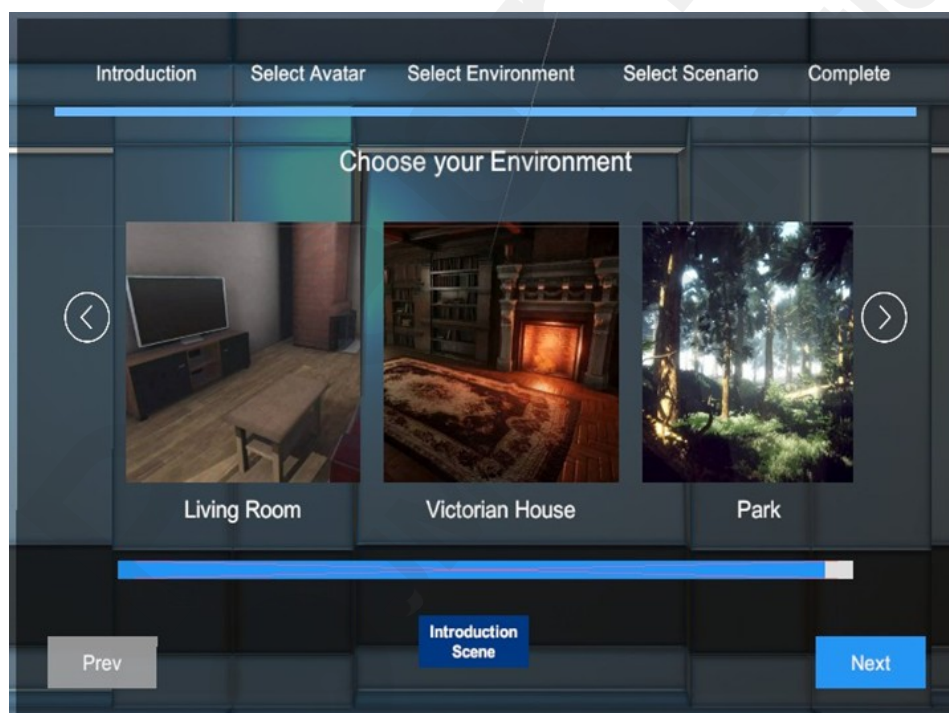 Introduction Select Avatar Select Environment Select Scenario Complete
Choose your Environment
Living Room Victorian House Park
Introduction
Scene
Prev Next